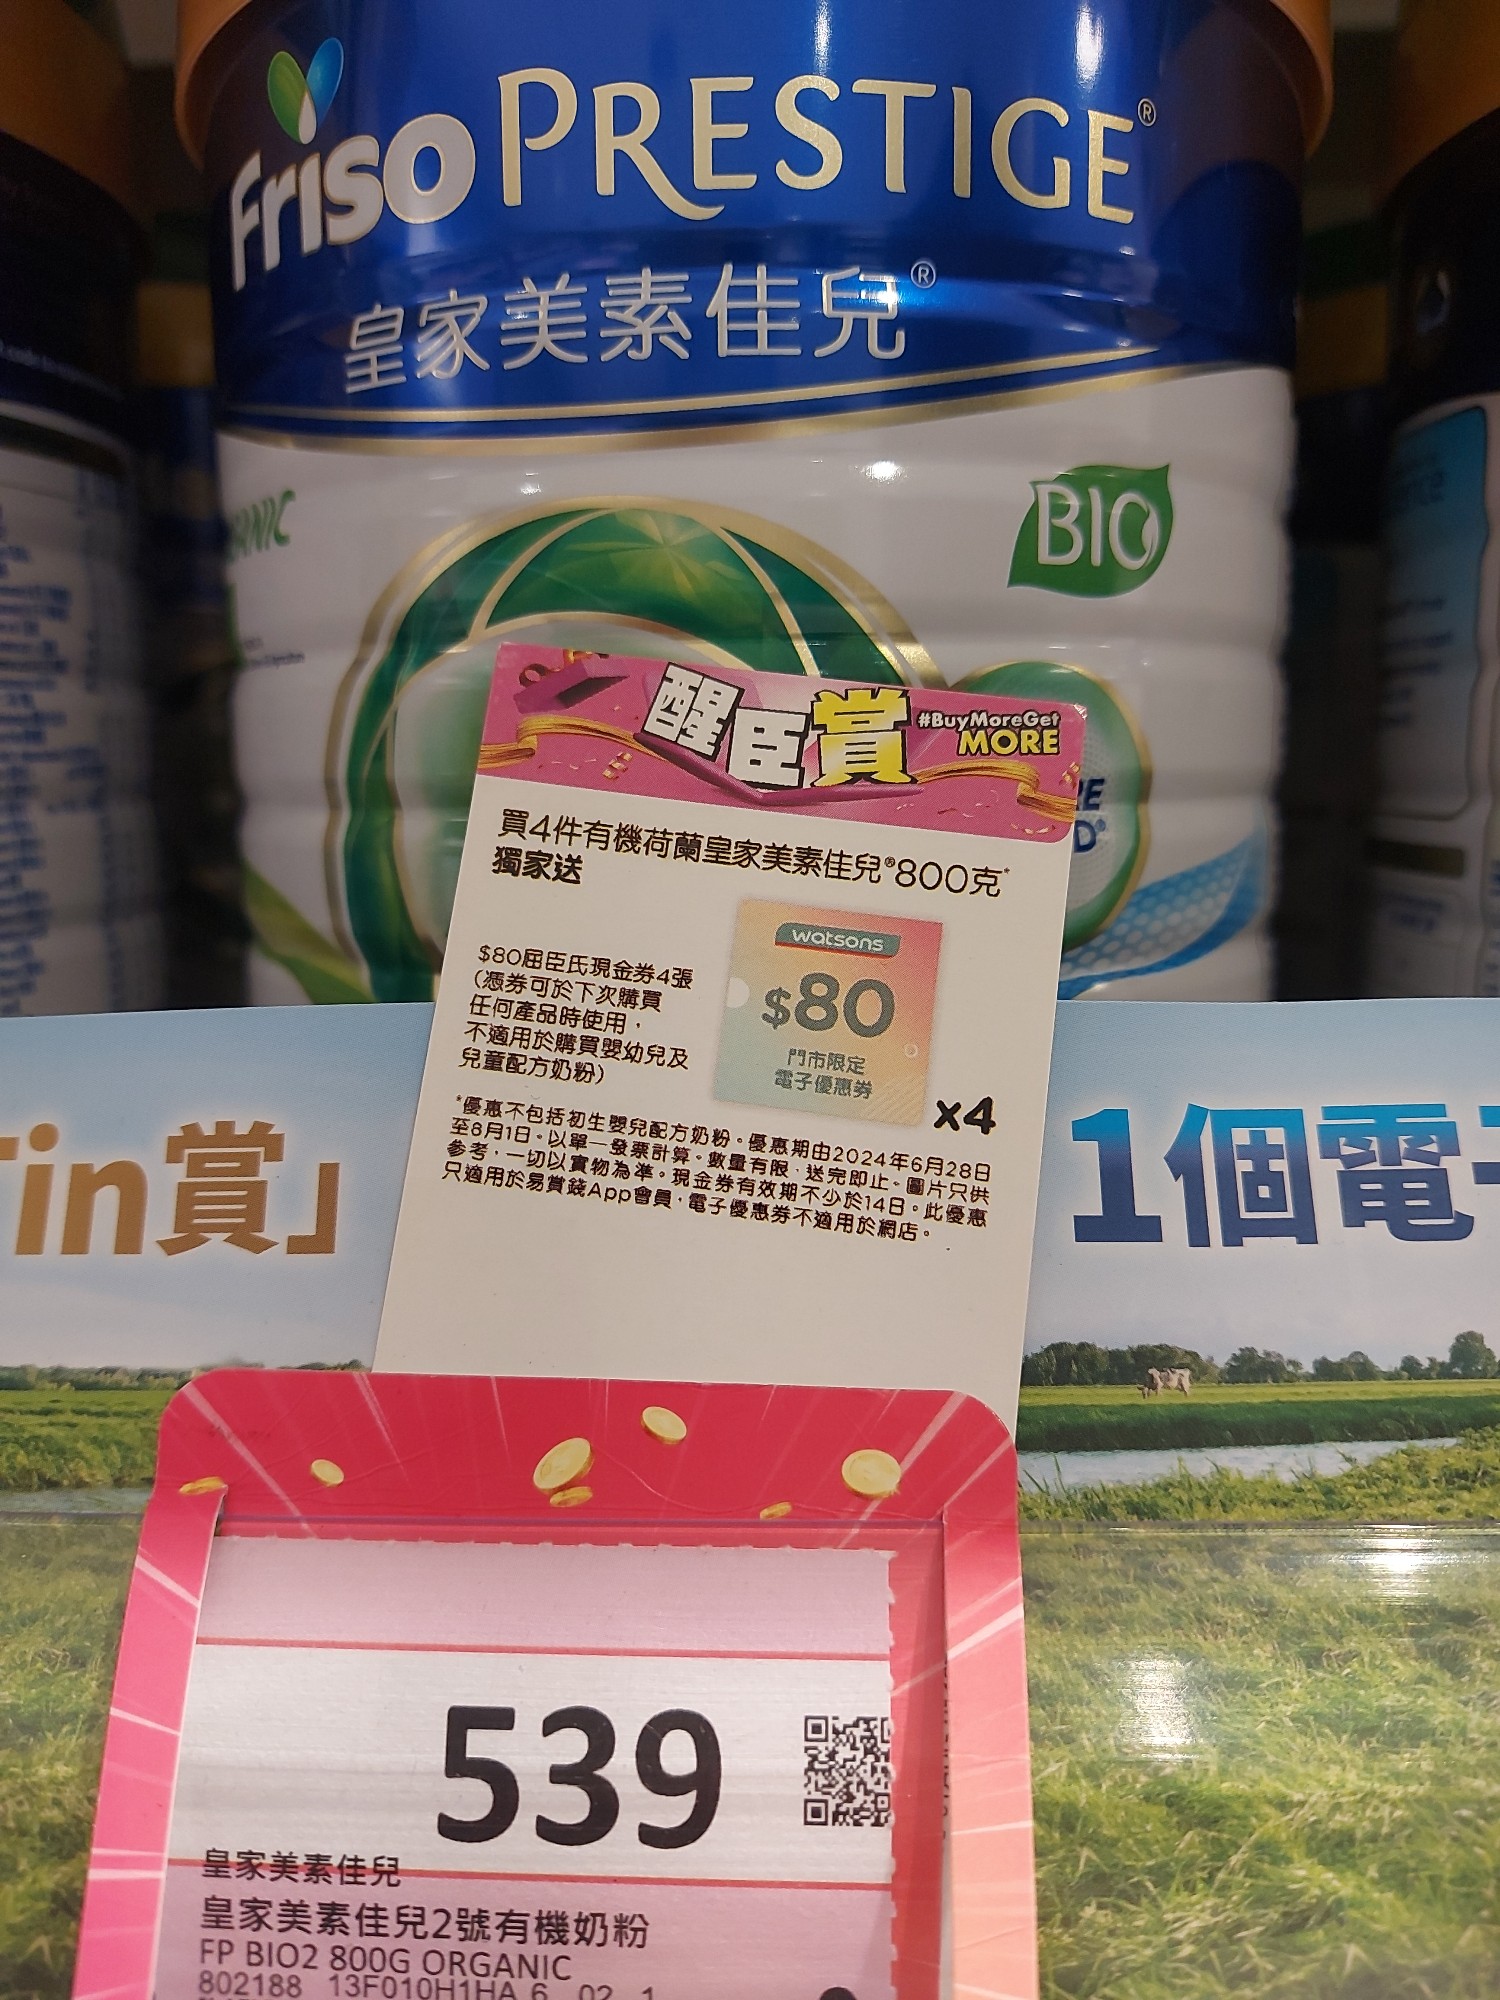 Friso PRESTIGE®
皇家美素佳兒®
BIO
醒臣賞 #BuyMoreGet
MORE
買4件有機荷蘭皇家美素佳兒®800克*
獨家送
$80屈臣氏現金券4張
(憑券可於下次購買
任何產品時使用，
不適用於購買嬰幼兒及
兒童配方奶粉)
watsons
$80
門市限定
電子優惠券
x4
*優惠不包括初生嬰兒配方奶粉。優惠期由2024年6月28日
至8月1日。以單一發票計算。數量有限，送完即止。圖片只供
參考，一切以實物為準。現金券有效期不少於14日。此優惠
只適用於易賞錢App會員，電子優惠券不適用於網店。
in賞」
1個電
539
皇家美素佳兒
皇家美素佳兒2號有機奶粉
FP BIO2 800G ORGANIC
802188 13F010H1HA 6 02 1